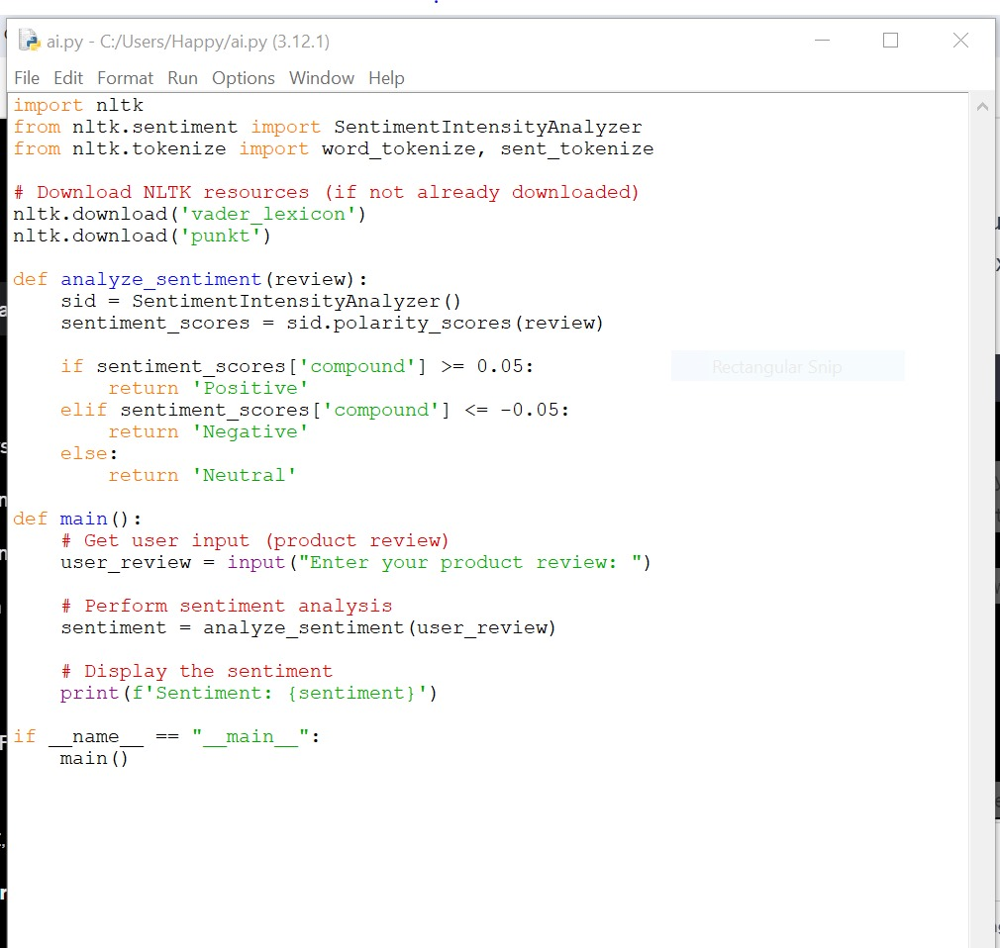 ai.py - C:/Users/Happy/ai.py (3.12.1)
File Edit Format Run Options Window Help
import nltk
from nltk.sentiment import SentimentIntensityAnalyzer
from nltk.tokenize import word_tokenize, sent_tokenize

# Download NLTK resources (if not already downloaded)
nltk.download('vader_lexicon')
nltk.download('punkt')

def analyze_sentiment(review):
    sid = SentimentIntensityAnalyzer()
    sentiment_scores = sid.polarity_scores(review)

    if sentiment_scores['compound'] >= 0.05:
        return 'Positive'
    elif sentiment_scores['compound'] <= -0.05:
        return 'Negative'
    else:
        return 'Neutral'

def main():
    # Get user input (product review)
    user_review = input("Enter your product review: ")

    # Perform sentiment analysis
    sentiment = analyze_sentiment(user_review)

    # Display the sentiment
    print(f'Sentiment: {sentiment}')

if __name__ == "__main__":
    main()
Rectangular Snip